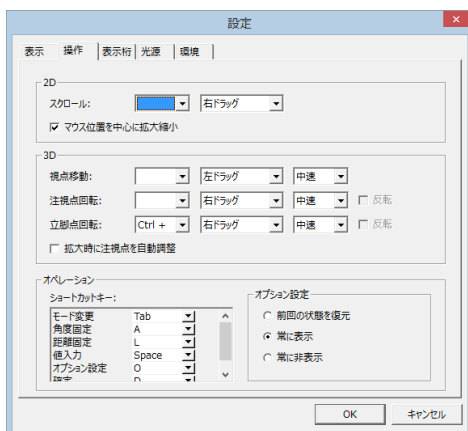 設定
表示 操作 表示桁 光源 環境
2D
スクロール: 右ドラッグ
マウス位置を中心に拡大縮小
3D
視点移動: 左ドラッグ 中速
注視点回転: 右ドラッグ 中速 反転
立脚点回転: Ctrl + 右ドラッグ 中速 反転
拡大時に注視点を自動調整
オペレーション
ショートカットキー:
モード変更 Tab
角度固定 A
距離固定 L
値入力 Space
オプション設定 O
確定 D
オプション設定
前回の状態を復元
常に表示
常に非表示
OK キャンセル